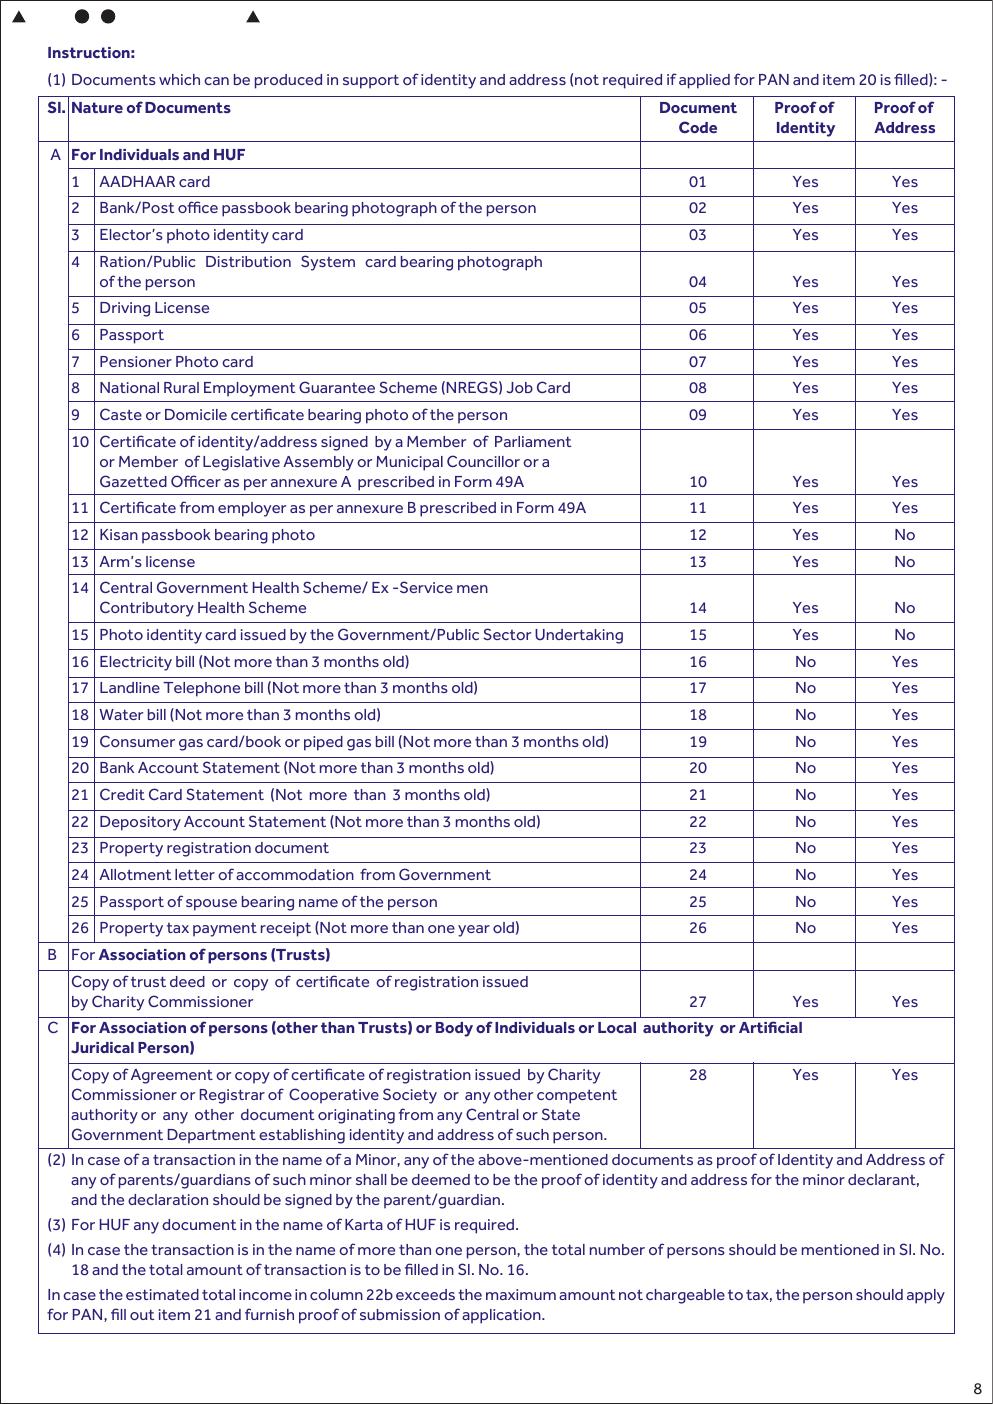 Instruction:
(1) Documents which can be produced in support of identity and address (not required if applied for PAN and item 20 is filled): -
Sl. Nature of Documents Document Code Proof of Identity Proof of Address
A For Individuals and HUF
1 AADHAAR card 01 Yes Yes
2 Bank/Post office passbook bearing photograph of the person 02 Yes Yes
3 Elector's photo identity card 03 Yes Yes
4 Ration/Public Distribution System card bearing photograph
of the person 04 Yes Yes
5 Driving License 05 Yes Yes
6 Passport 06 Yes Yes
7 Pensioner Photo card 07 Yes Yes
8 National Rural Employment Guarantee Scheme (NREGS) Job Card 08 Yes Yes
9 Caste or Domicile certificate bearing photo of the person 09 Yes Yes
10 Certificate of identity/address signed by a Member of Parliament
or Member of Legislative Assembly or Municipal Councillor or a
Gazetted Officer as per annexure A prescribed in Form 49A 10 Yes Yes
11 Certificate from employer as per annexure B prescribed in Form 49A 11 Yes Yes
12 Kisan passbook bearing photo 12 Yes No
13 Arm's license 13 Yes No
14 Central Government Health Scheme/ Ex -Service men
Contributory Health Scheme 14 Yes No
15 Photo identity card issued by the Government/Public Sector Undertaking 15 Yes No
16 Electricity bill (Not more than 3 months old) 16 No Yes
17 Landline Telephone bill (Not more than 3 months old) 17 No Yes
18 Water bill (Not more than 3 months old) 18 No Yes
19 Consumer gas card/book or piped gas bill (Not more than 3 months old) 19 No Yes
20 Bank Account Statement (Not more than 3 months old) 20 No Yes
21 Credit Card Statement (Not more than 3 months old) 21 No Yes
22 Depository Account Statement (Not more than 3 months old) 22 No Yes
23 Property registration document 23 No Yes
24 Allotment letter of accommodation from Government 24 No Yes
25 Passport of spouse bearing name of the person 25 No Yes
26 Property tax payment receipt (Not more than one year old) 26 No Yes
B For Association of persons (Trusts)
Copy of trust deed or copy of certificate of registration issued
by Charity Commissioner 27 Yes Yes
C For Association of persons (other than Trusts) or Body of Individuals or Local authority or Artificial
Juridical Person)
Copy of Agreement or copy of certificate of registration issued by Charity 28 Yes Yes
Commissioner or Registrar of Cooperative Society or any other competent
authority or any other document originating from any Central or State
Government Department establishing identity and address of such person.
(2) In case of a transaction in the name of a Minor, any of the above-mentioned documents as proof of Identity and Address of
any of parents/guardians of such minor shall be deemed to be the proof of identity and address for the minor declarant,
and the declaration should be signed by the parent/guardian.
(3) For HUF any document in the name of Karta of HUF is required.
(4) In case the transaction is in the name of more than one person, the total number of persons should be mentioned in Sl. No.
18 and the total amount of transaction is to be filled in Sl. No. 16.
In case the estimated total income in column 22b exceeds the maximum amount not chargeable to tax, the person should apply
for PAN, fill out item 21 and furnish proof of submission of application.
8